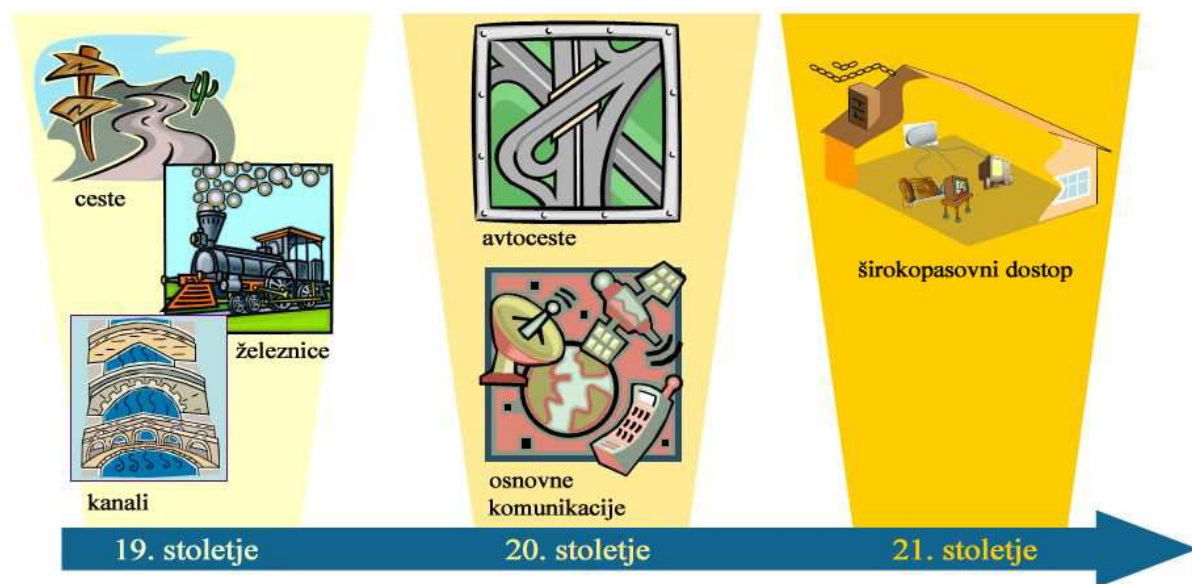 ceste
železnice
kanali
avtoceste
osnovne
komunikacije
širokopasovni dostop
19. stoletje
20. stoletje
21. stoletje